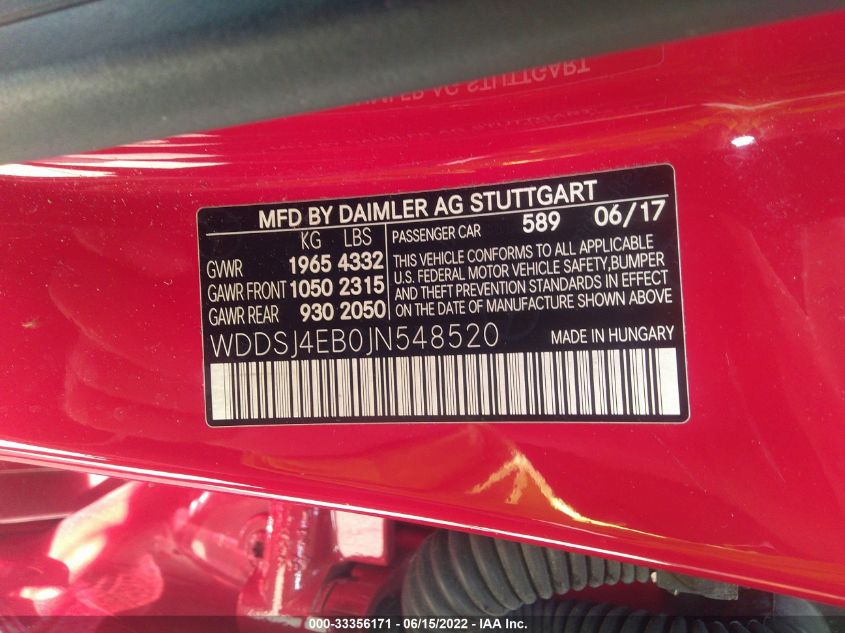 MFD BY DAIMLER AG STUTTGART
KG LBS
GVWR 1965 4332
GAWR FRONT 1050 2315
GAWR REAR 930 2050
PASSENGER CAR 589 06/17
THIS VEHICLE CONFORMS TO ALL APPLICABLE
U.S. FEDERAL MOTOR VEHICLE SAFETY,BUMPER
AND THEFT PREVENTION STANDARDS IN EFFECT
ON THE DATE OF MANUFACTURE SHOWN ABOVE
WDDSJ4EB0JN548520 MADE IN HUNGARY
000-33356171 - 06/15/2022 - IAA Inc.